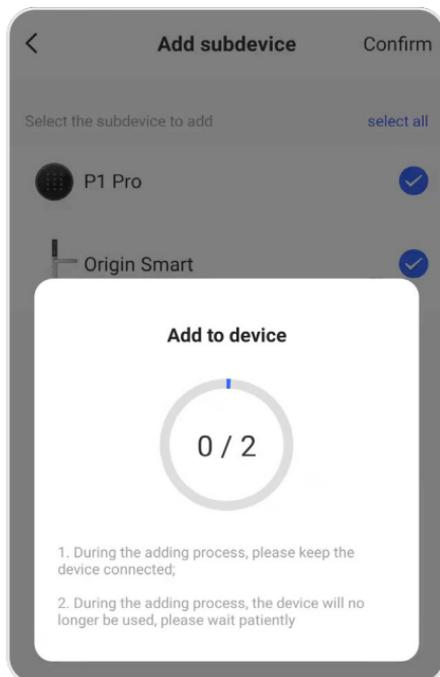 Add subdevice Confirm
Select the subdevice to add select all
P1 Pro
Origin Smart
Add to device
0 / 2
1. During the adding process, please keep the
device connected;
2. During the adding process, the device will no
longer be used, please wait patiently